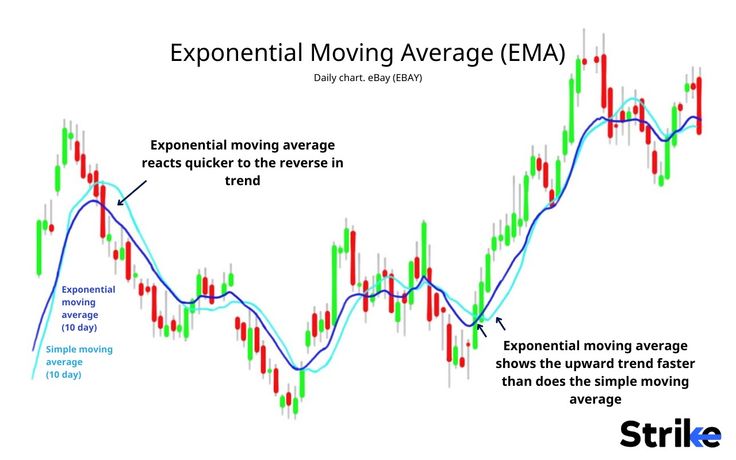 Exponential Moving Average (EMA)
Daily chart. eBay (EBAY)
Exponential moving average
reacts quicker to the reverse in
trend
Exponential
moving
average
(10 day)
Simple moving
average
(10 day)
Exponential moving average
shows the upward trend faster
than does the simple moving
average
Strike